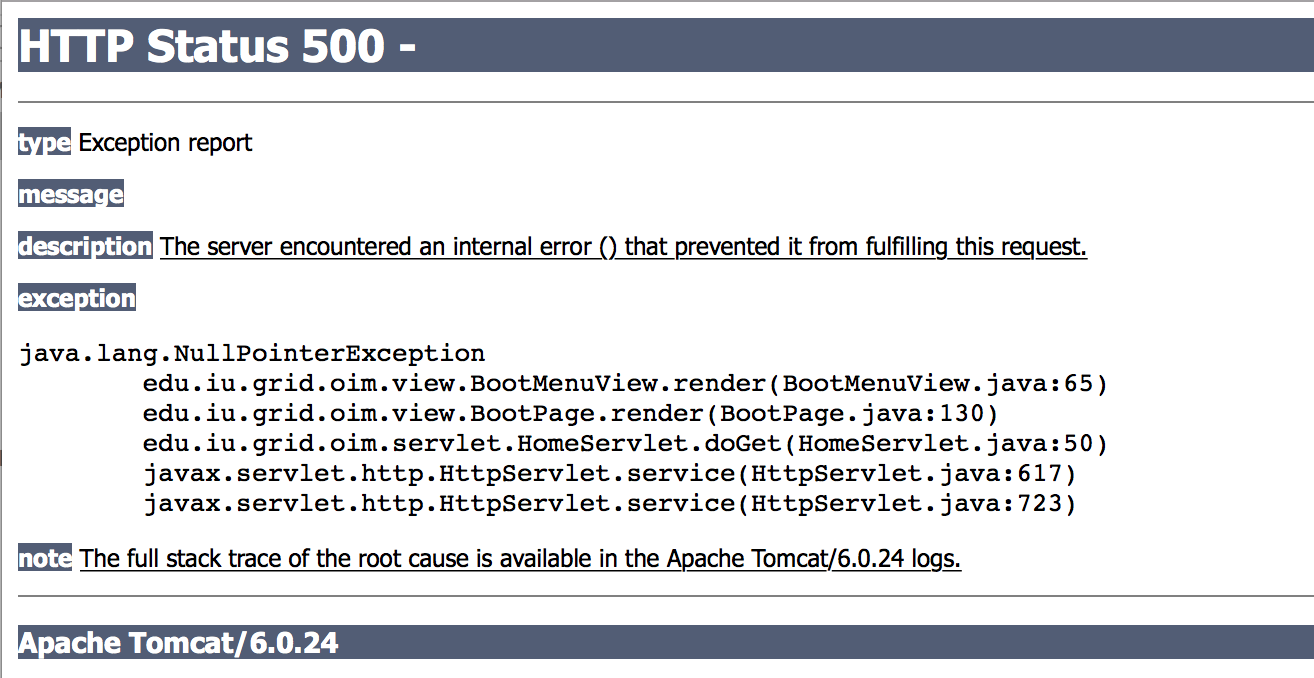 HTTP Status 500 -
type Exception report
message
description The server encountered an internal error () that prevented it from fulfilling this request.
exception
java.lang.NullPointerException
edu.iu.grid.oim.view.BootMenuView.render(BootMenuView.java:65)
edu.iu.grid.oim.view.BootPage.render(BootPage.java:130)
edu.iu.grid.oim.servlet.HomeServlet.doGet(HomeServlet.java:50)
javax.servlet.http.HttpServlet.service(HttpServlet.java:617)
javax.servlet.http.HttpServlet.service(HttpServlet.java:723)
note The full stack trace of the root cause is available in the Apache Tomcat/6.0.24 logs.
Apache Tomcat/6.0.24